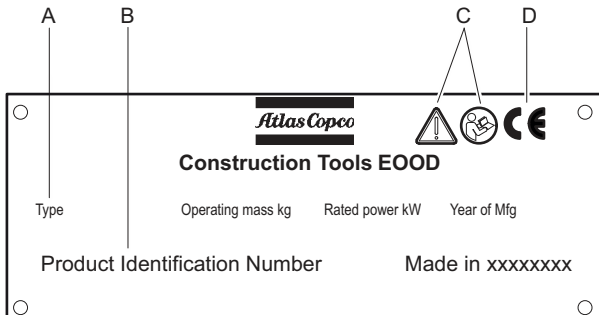 A B C D
Atlas Copco
Construction Tools EOOD
Type Operating mass kg Rated power kW Year of Mfg
Product Identification Number Made in xxxxxxxx